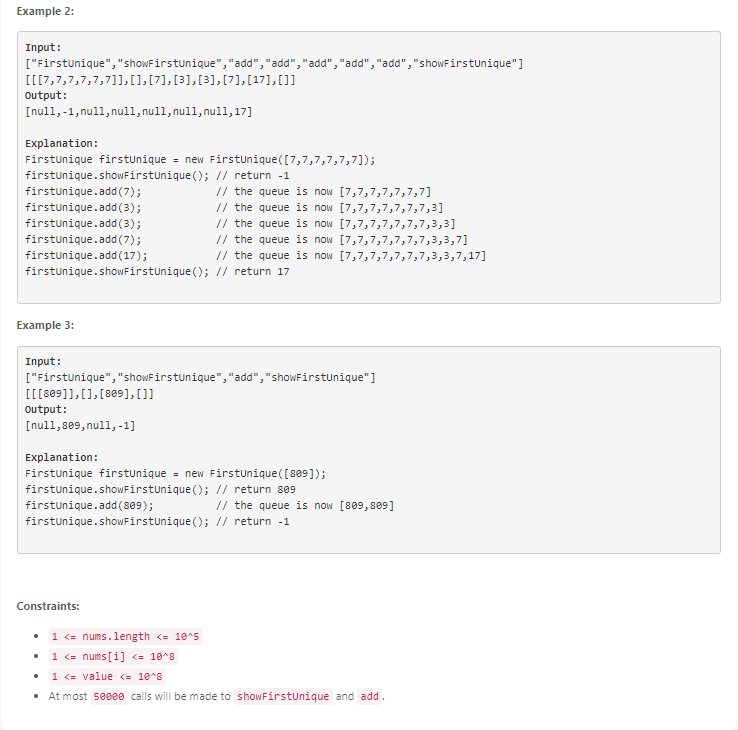 Example 2:
Input:
["FirstUnique","showFirstUnique","add","add","add","add","add","showFirstUnique"]
[[[7,7,7,7,7,7]],[],[7],[3],[3],[7],[17],[]]
Output:
[null,-1,null,null,null,null,null,17]
Explanation:
FirstUnique firstUnique = new FirstUnique([7,7,7,7,7,7]);
firstUnique.showFirstUnique(); // return -1
firstUnique.add(7);            // the queue is now [7,7,7,7,7,7,7]
firstUnique.add(3);            // the queue is now [7,7,7,7,7,7,7,3]
firstUnique.add(3);            // the queue is now [7,7,7,7,7,7,7,3,3]
firstUnique.add(7);            // the queue is now [7,7,7,7,7,7,7,3,3,7]
firstUnique.add(17);           // the queue is now [7,7,7,7,7,7,7,3,3,7,17]
firstUnique.showFirstUnique(); // return 17
Example 3:
Input:
["FirstUnique","showFirstUnique","add","showFirstUnique"]
[[[809]],[],[809],[]]
Output:
[null,809,null,-1]
Explanation:
FirstUnique firstUnique = new FirstUnique([809]);
firstUnique.showFirstUnique(); // return 809
firstUnique.add(809);          // the queue is now [809,809]
firstUnique.showFirstUnique(); // return -1
Constraints:
• 1 <= nums.length <= 10^5
• 1 <= nums[i] <= 10^8
• 1 <= value <= 10^8
• At most 50000 calls will be made to showFirstUnique and add.